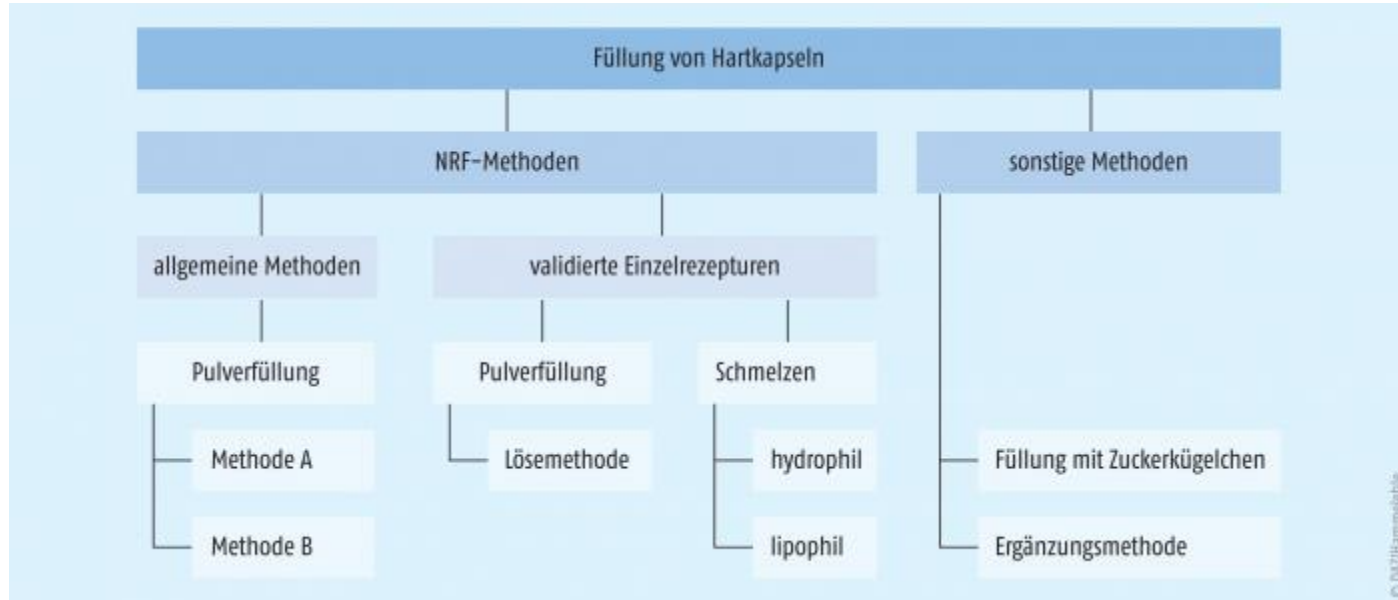 Füllung von Hartkapseln
NRF-Methoden
sonstige Methoden
allgemeine Methoden
validierte Einzelrezepturen
Pulverfüllung
Pulverfüllung
Schmelzen
Methode A
Lösemethode
hydrophil
Füllung mit Zuckerkügelchen
Methode B
lipophil
Ergänzungsmethode